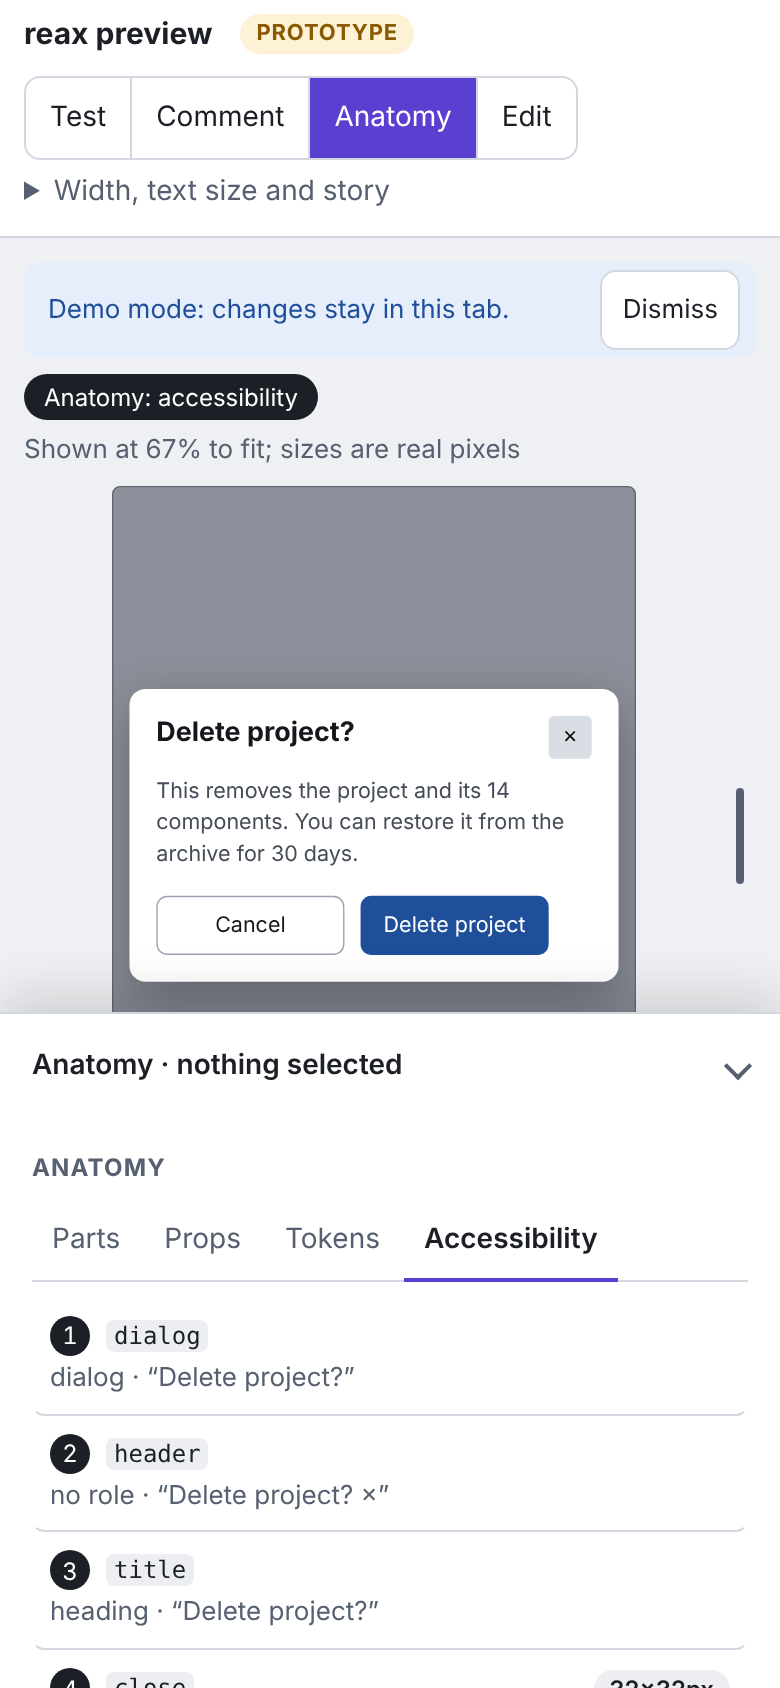 reax preview PROTOTYPE
Test Comment Anatomy Edit
▶ Width, text size and story
Demo mode: changes stay in this tab. Dismiss
Anatomy: accessibility
Shown at 67% to fit; sizes are real pixels
Delete project? ×
This removes the project and its 14
components. You can restore it from the
archive for 30 days.
Cancel Delete project
Anatomy · nothing selected
ANATOMY
Parts Props Tokens Accessibility
1 dialog
dialog · “Delete project?”
2 header
no role · “Delete project? ×”
3 title
heading · “Delete project?”
4 close 32×32px